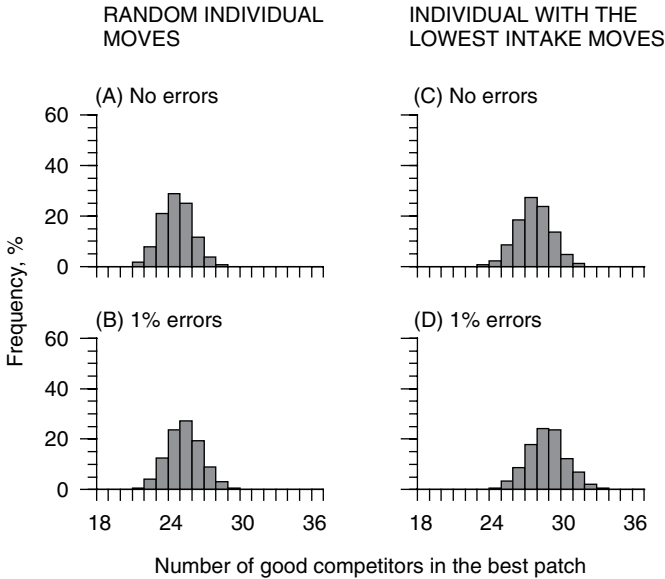 RANDOM INDIVIDUAL
MOVES
INDIVIDUAL WITH THE
LOWEST INTAKE MOVES
(A) No errors
(C) No errors
60
40
20
0
(B) 1% errors
(D) 1% errors
60
40
20
0
Frequency, %
18 24 30 36
18 24 30 36
Number of good competitors in the best patch